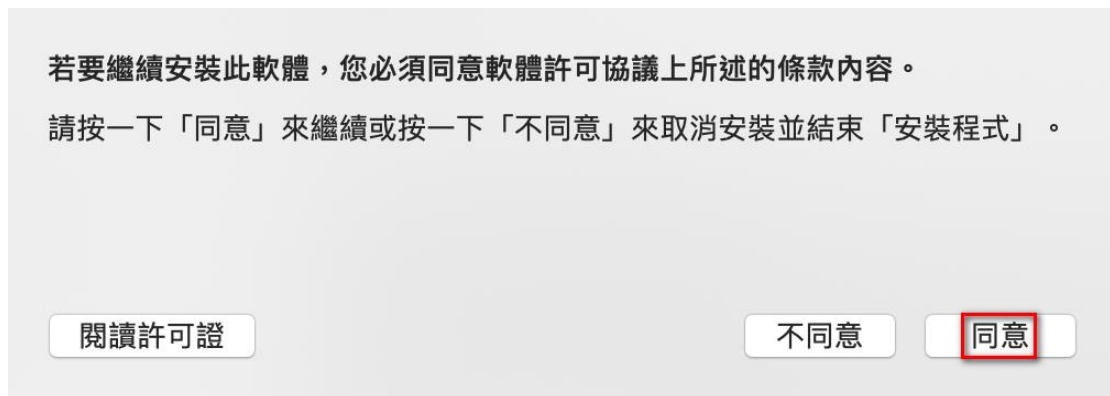 若要繼續安裝此軟體，您必須同意軟體許可協議上所述的條款內容。
請按一下「同意」來繼續或按一下「不同意」來取消安裝並結束「安裝程式」。
閱讀許可證
不同意
同意